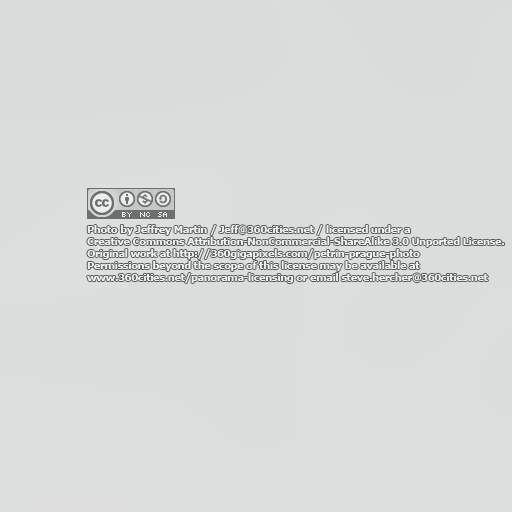 cc BY NC SA
Photo by Jeffrey Martin / Jeff@360cities.net / licensed under a
Creative Commons Attribution-NonCommercial-ShareAlike 3.0 Unported License.
Original work at http://360gigapixels.com/petrin-prague-photo
Permissions beyond the scope of this license may be available at
www.360cities.net/panorama-licensing or email steve.hercher@360cities.net